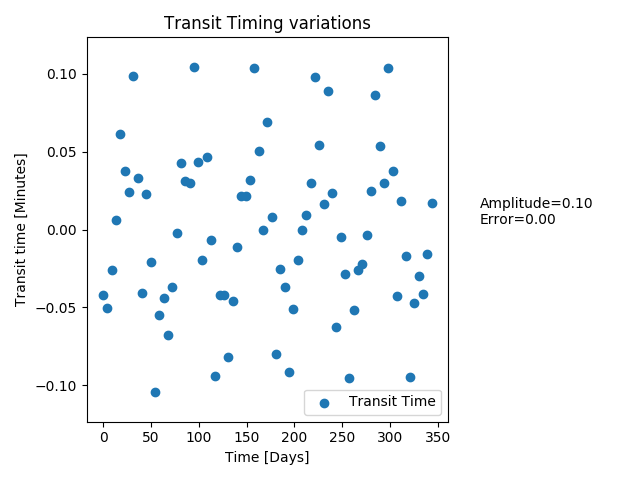 Transit Timing variations
Transit time [Minutes]
0.10
0.05
0.00
−0.05
−0.10
Amplitude=0.10
Error=0.00
Transit Time
0 50 100 150 200 250 300 350
Time [Days]